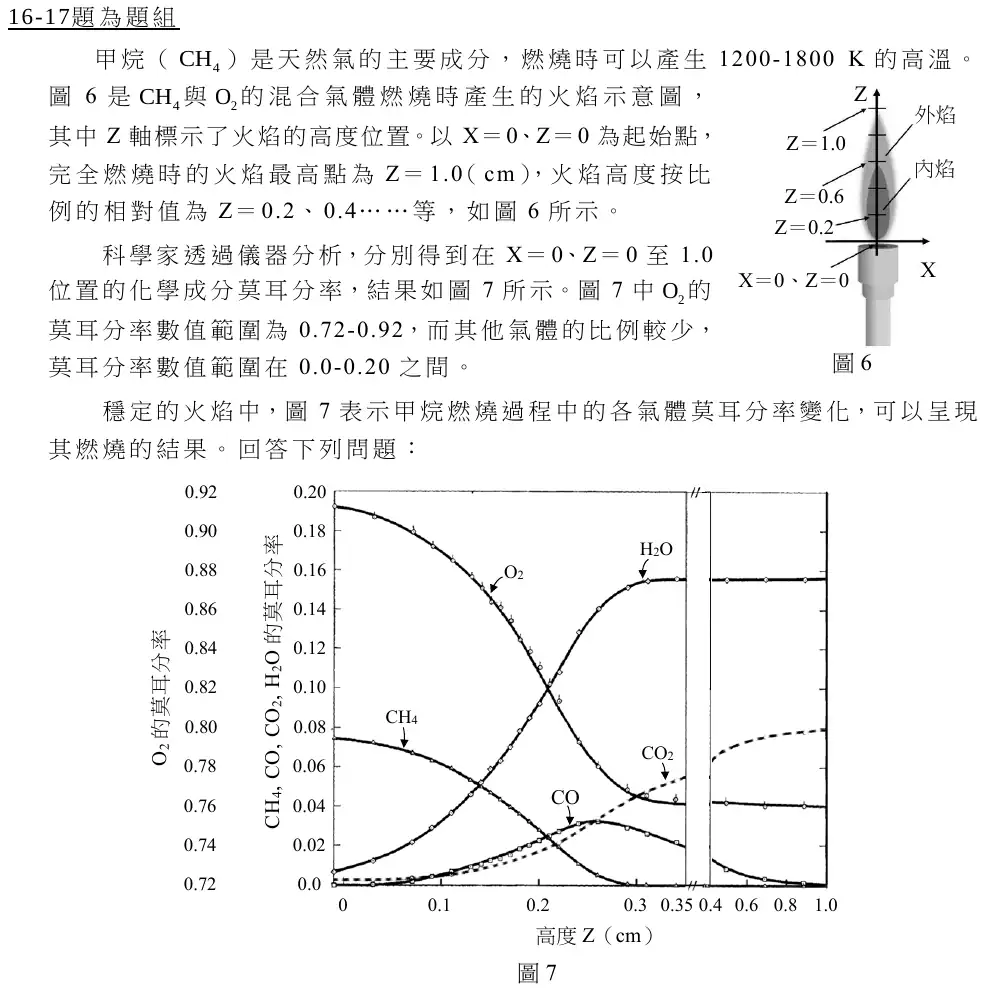 16-17題為題組
甲烷（CH4）是天然氣的主要成分，燃燒時可以產生 1200-1800 K 的高溫。
圖 6 是 CH4與 O2的混合氣體燃燒時產生的火焰示意圖，
其中 Z 軸標示了火焰的高度位置。以 X＝0、Z＝0 為起始點，
完全燃燒時的火焰最高點為 Z＝1.0（cm），火焰高度按比
例的相對值為 Z＝0.2、0.4……等，如圖 6 所示。
科學家透過儀器分析，分別得到在 X＝0、Z＝0 至 1.0
位置的化學成分莫耳分率，結果如圖 7 所示。圖 7 中 O2的
莫耳分率數值範圍為 0.72-0.92，而其他氣體的比例較少，
莫耳分率數值範圍在 0.0-0.20 之間。
Z
外焰
Z＝1.0
內焰
Z＝0.6
Z＝0.2
X
X＝0、Z＝0
圖 6
穩定的火焰中，圖 7 表示甲烷燃燒過程中的各氣體莫耳分率變化，可以呈現
其燃燒的結果。回答下列問題：
O2 的莫耳分率
0.92
0.90
0.88
0.86
0.84
0.82
0.80
0.78
0.76
0.74
0.72
CH4, CO, CO2, H2O 的莫耳分率
0.20
0.18
0.16
0.14
0.12
0.10
0.08
0.06
0.04
0.02
0.0
O2
H2O
CH4
CO2
CO
0 0.1 0.2 0.3 0.35 0.4 0.6 0.8 1.0
高度 Z（cm）
圖 7